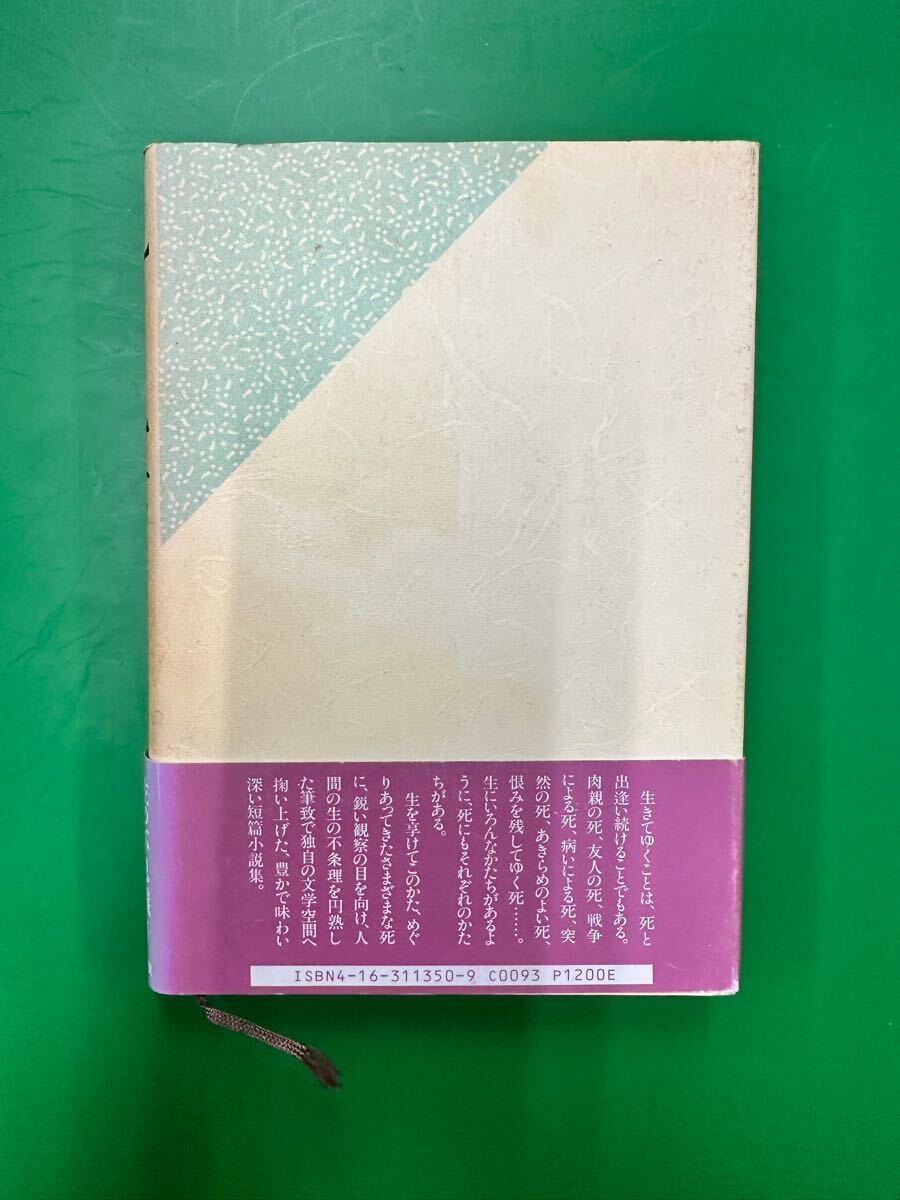 生きてゆくことは、死と
出逢い続けることでもある。
肉親の死、友人の死、戦争
による死、病いによる死、突
然の死、あきらめのよい死、
恨みを残してゆく死……。
生にいろんなかたちがあるよ
うに、死にもそれぞれのかた
ちがある。
生を享けてこのかた、めぐ
りあってきたさまざまな死
に、鋭い観察の目を向け、人
間の生の不条理を円熟し
た筆致で独自の文学空間へ
掬い上げた、豊かで味わい
深い短篇小説集。
ISBN4-16-311350-9 C0093 P1200E